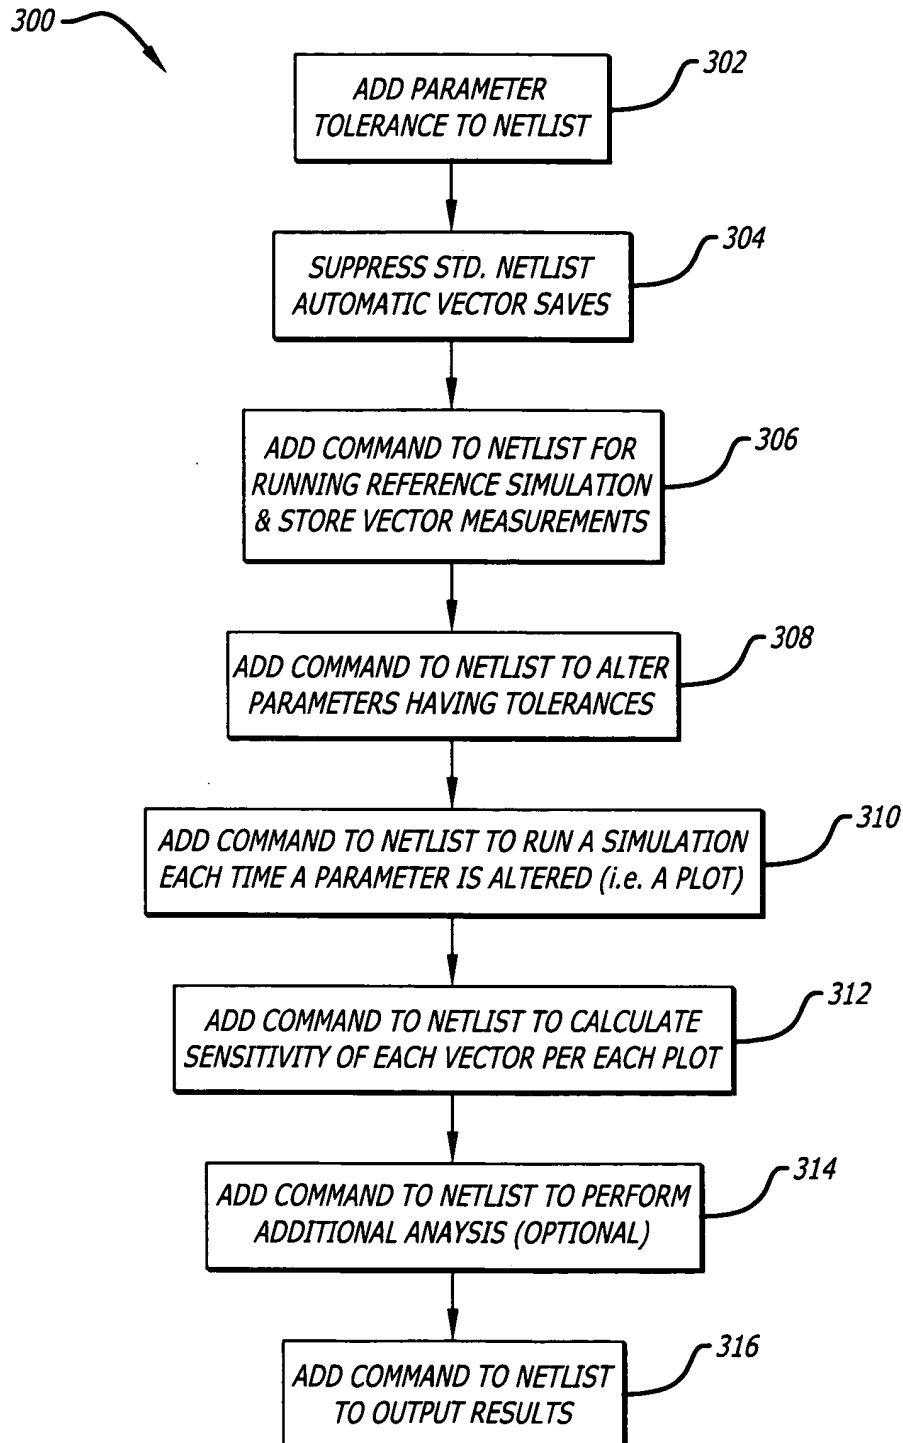 300
302
ADD PARAMETER
TOLERANCE TO NETLIST
304
SUPPRESS STD. NETLIST
AUTOMATIC VECTOR SAVES
306
ADD COMMAND TO NETLIST FOR
RUNNING REFERENCE SIMULATION
& STORE VECTOR MEASUREMENTS
308
ADD COMMAND TO NETLIST TO ALTER
PARAMETERS HAVING TOLERANCES
310
ADD COMMAND TO NETLIST TO RUN A SIMULATION
EACH TIME A PARAMETER IS ALTERED (i.e. A PLOT)
312
ADD COMMAND TO NETLIST TO CALCULATE
SENSITIVITY OF EACH VECTOR PER EACH PLOT
314
ADD COMMAND TO NETLIST TO PERFORM
ADDITIONAL ANAYSIS (OPTIONAL)
316
ADD COMMAND TO NETLIST
TO OUTPUT RESULTS